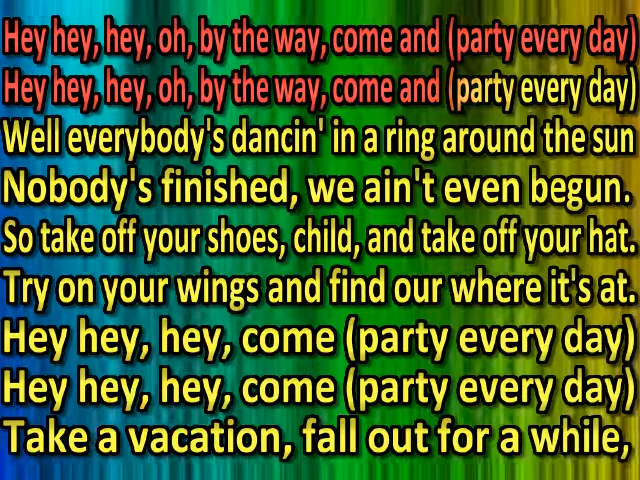 Hey hey, hey, oh, by the way, come and (party every day)
Hey hey, hey, oh, by the way, come and (party every day)
Well everybody's dancin' in a ring around the sun
Nobody's finished, we ain't even begun.
So take off your shoes, child, and take off your hat.
Try on your wings and find our where it's at.
Hey hey, hey, come (party every day)
Hey hey, hey, come (party every day)
Take a vacation, fall out for a while,